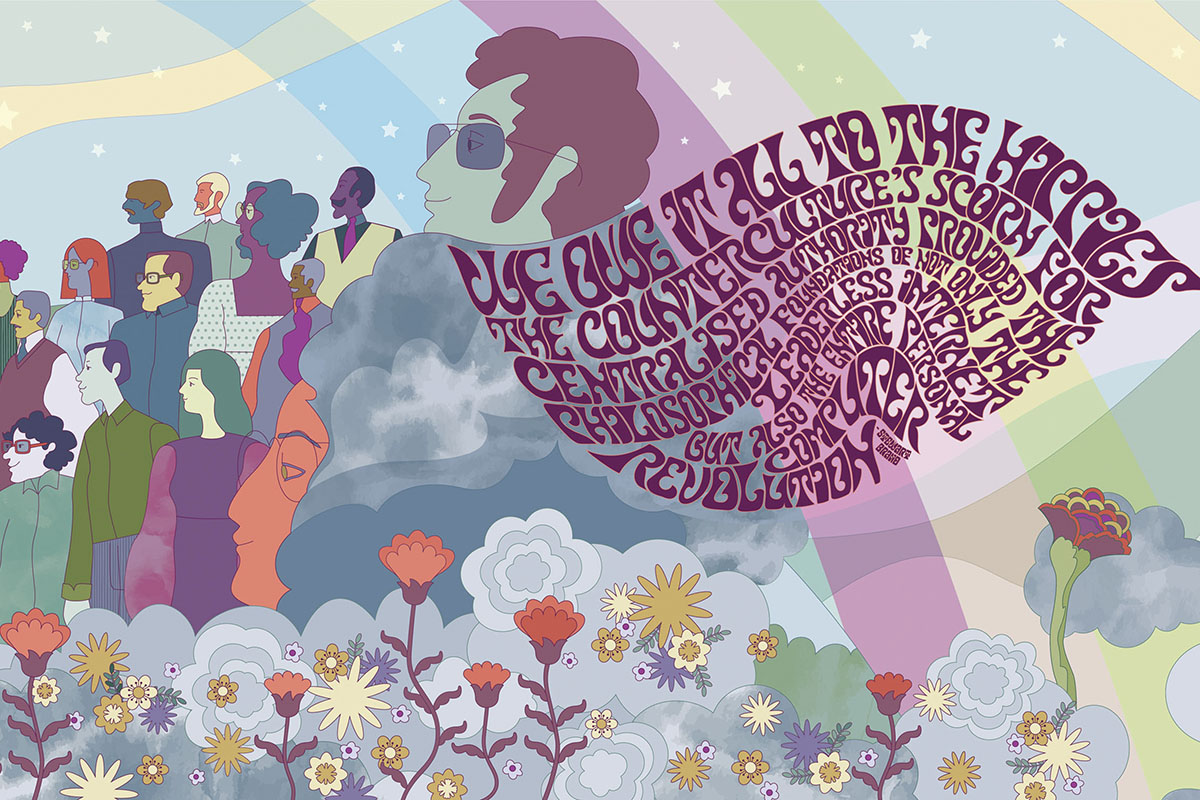 WE OWE IT ALL TO THE HIPPIES
THE COUNTERCULTURE'S SCORN FOR
CENTRALISED AUTHORITY PROVIDED THE
PHILOSOPHICAL FOUNDATIONS OF NOT ONLY THE
LEADERLESS INTERNET
BUT ALSO THE ENTIRE PERSONAL
COMPUTER
REVOLUTION
STEWART
BRAND